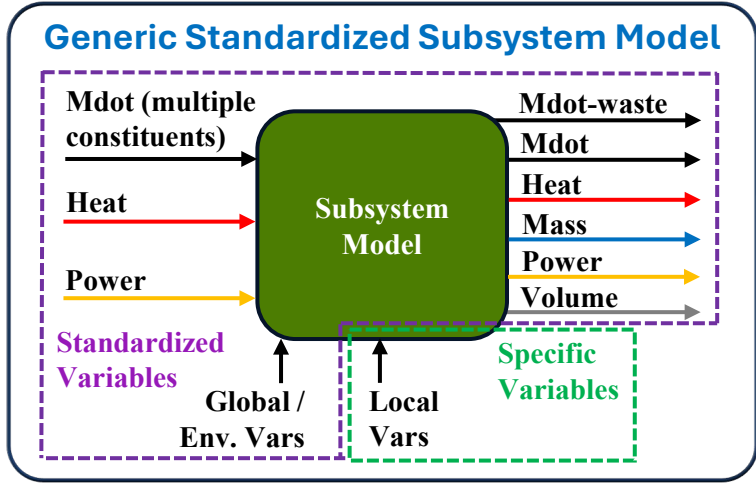 Generic Standardized Subsystem Model
Mdot (multiple
constituents)
Heat
Power
Subsystem
Model
Mdot-waste
Mdot
Heat
Mass
Power
Volume
Standardized
Variables
Global /
Env. Vars
Local
Vars
Specific
Variables